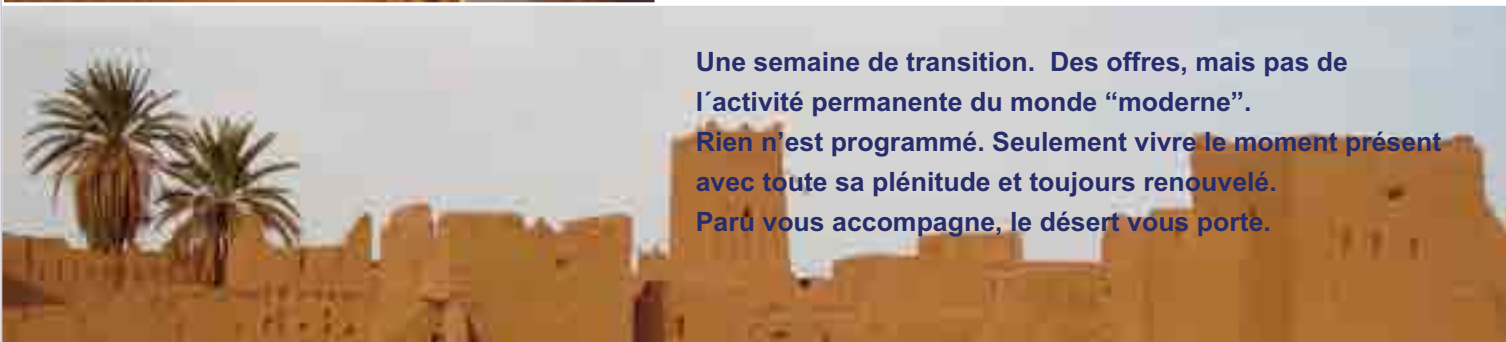 Une semaine de transition.  Des offres, mais pas de
l´activité permanente du monde “moderne”.
Rien n’est programmé. Seulement vivre le moment présent
avec toute sa plénitude et toujours renouvelé.
Paru vous accompagne, le désert vous porte.